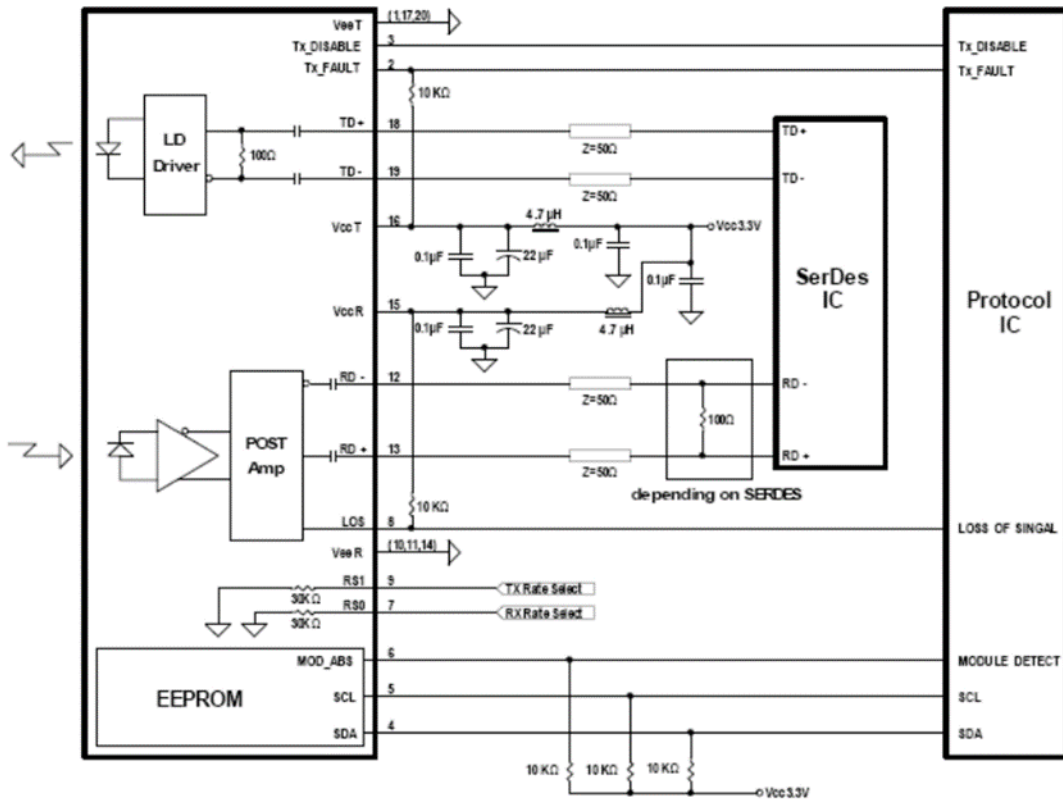 VeeT (1,17,20)
Tx_DISABLE 3 Tx_DISABLE
Tx_FAULT 2 Tx_FAULT
10 KΩ
LD
Driver
100Ω
TD+ 18 Z=50Ω TD+
TD- 19 Z=50Ω TD-
VccT 16 4.7 µH Vcc3.3V
0.1µF 22 µF 0.1µF 0.1µF
VccR 15 4.7 µH
0.1µF 22 µF
SerDes
IC
Protocol
IC
RD - 12 Z=50Ω RD -
100Ω
POST
Amp
RD + 13 Z=50Ω RD +
depending on SERDES
10 KΩ
LOS 8 LOSS OF SINGAL
VeeR (10,11,14)
RS1 9 TX Rate Select
30KΩ
RS0 7 RX Rate Select
30KΩ
MOD_ABS 6 MODULE DETECT
EEPROM
SCL 5 SCL
SDA 4 SDA
10 KΩ 10 KΩ 10 KΩ
Vcc3.3V